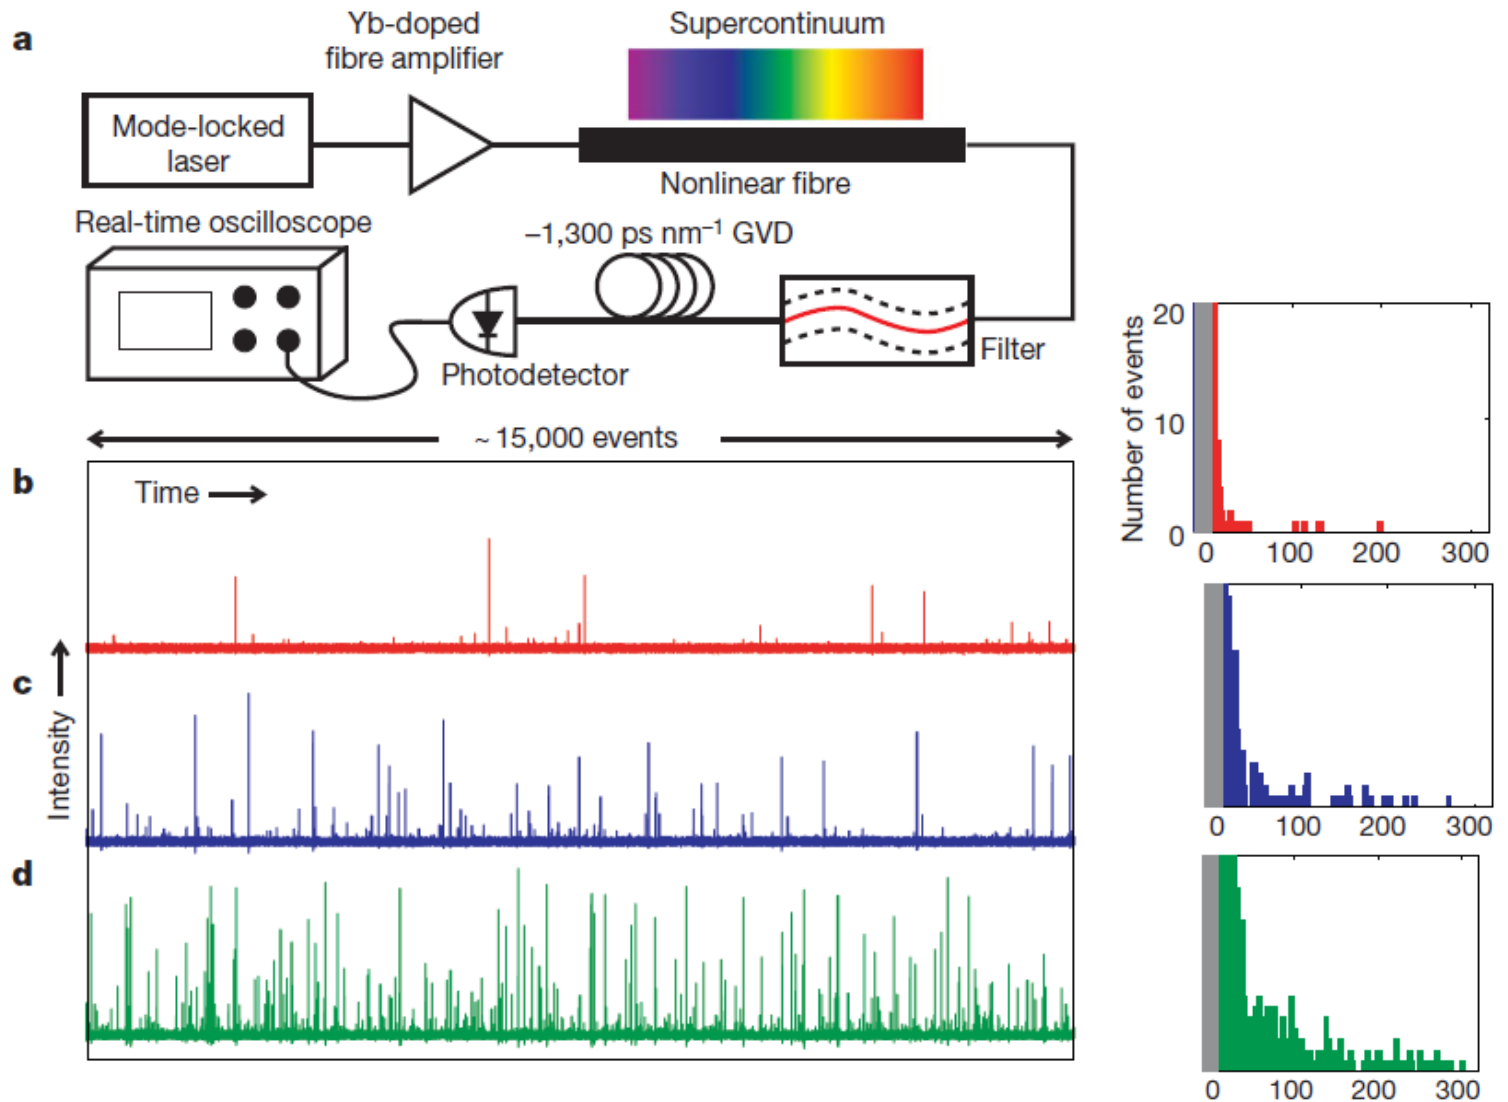 a
Yb-doped
fibre amplifier
Supercontinuum
Mode-locked
laser
Nonlinear fibre
Real-time oscilloscope
–1,300 ps nm⁻¹ GVD
Photodetector
Filter
~ 15,000 events
b
Time
c
Intensity
d
Number of events
20
10
0
0 100 200 300
0 100 200 300
0 100 200 300